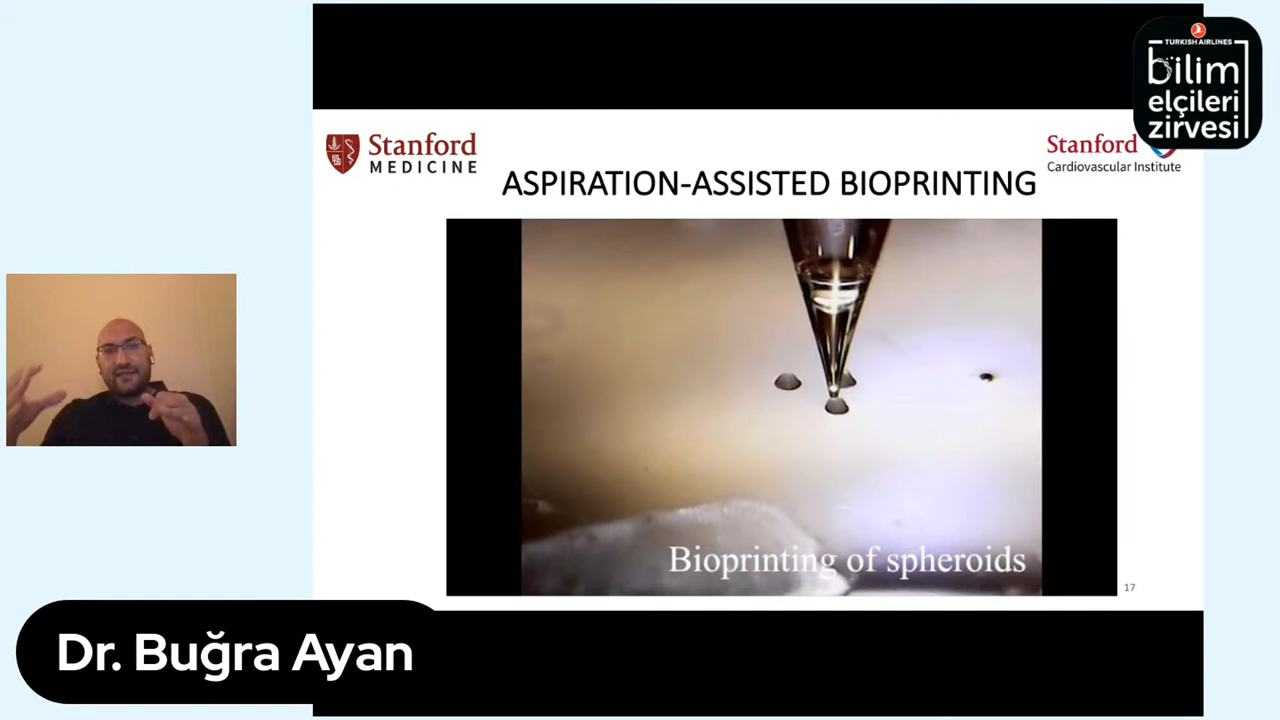 TURKISH AIRLINES
bilim
elçileri
zirvesi
Stanford
MEDICINE
Stanford
Cardiovascular Institute
ASPIRATION-ASSISTED BIOPRINTING
Bioprinting of spheroids
17
Dr. Buğra Ayan